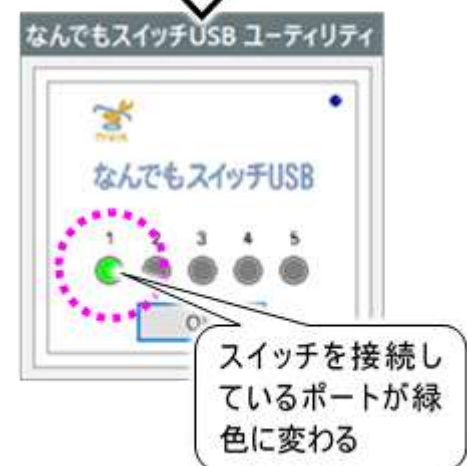 なんでもスイッチUSB ユーティリティ
なんでもスイッチUSB
1 2 3 4 5
スイッチを接続し
ているポートが緑
色に変わる